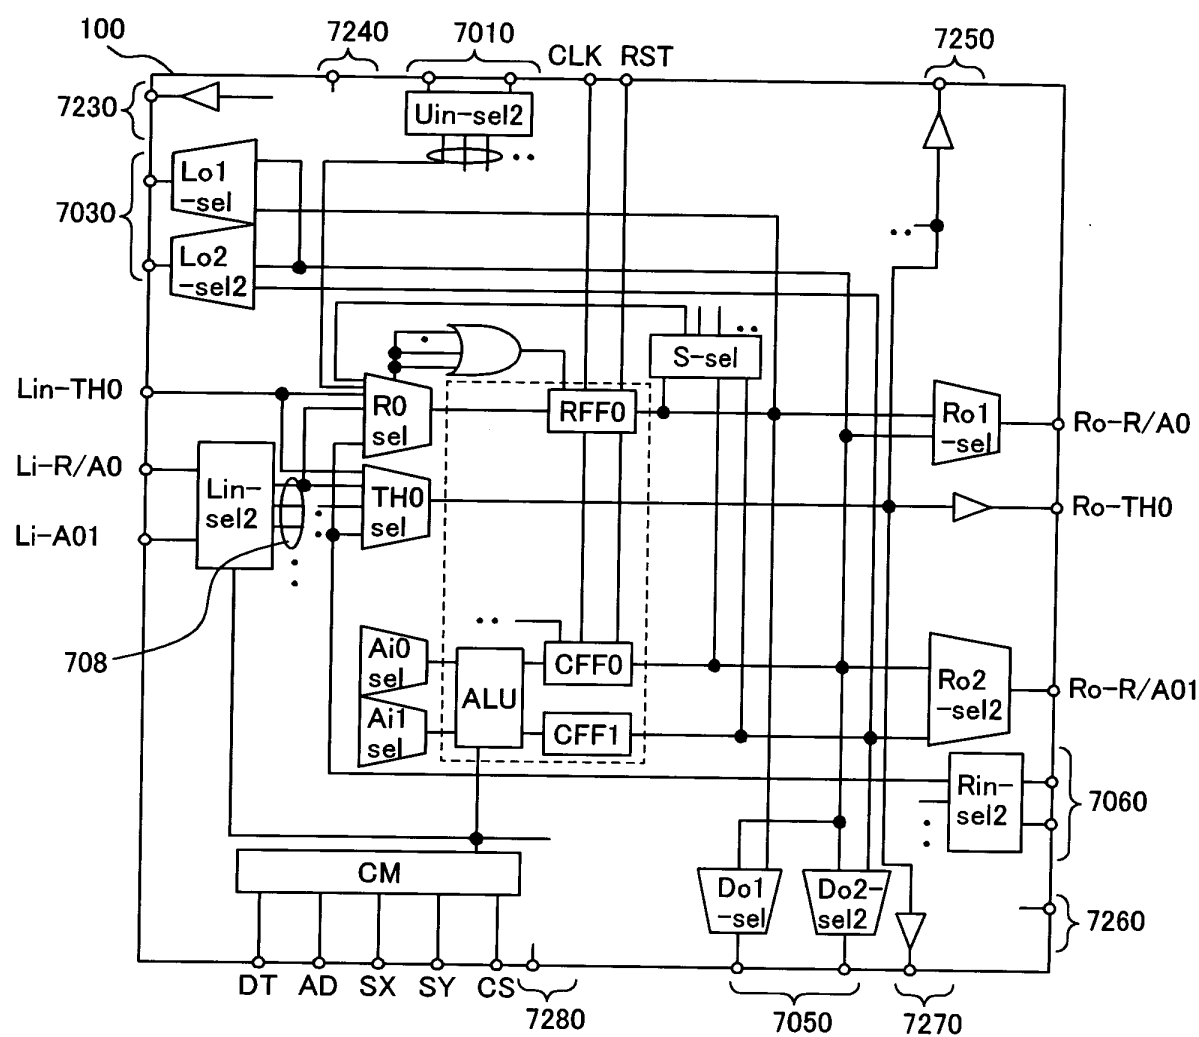 100
7240
7010
CLK
RST
7250
7230
Uin-sel2
Lo1
-sel
7030
Lo2
-sel2
S-sel
Lin-TH0
R0
sel
RFF0
Ro1
-sel
Ro-R/A0
Li-R/A0
Lin-
sel2
TH0
sel
Ro-TH0
Li-A01
708
Ai0
sel
ALU
CFF0
Ro2
-sel2
Ro-R/A01
Ai1
sel
CFF1
Rin-
sel2
7060
CM
Do1
-sel
Do2-
sel2
7260
DT
AD
SX
SY
CS
7280
7050
7270